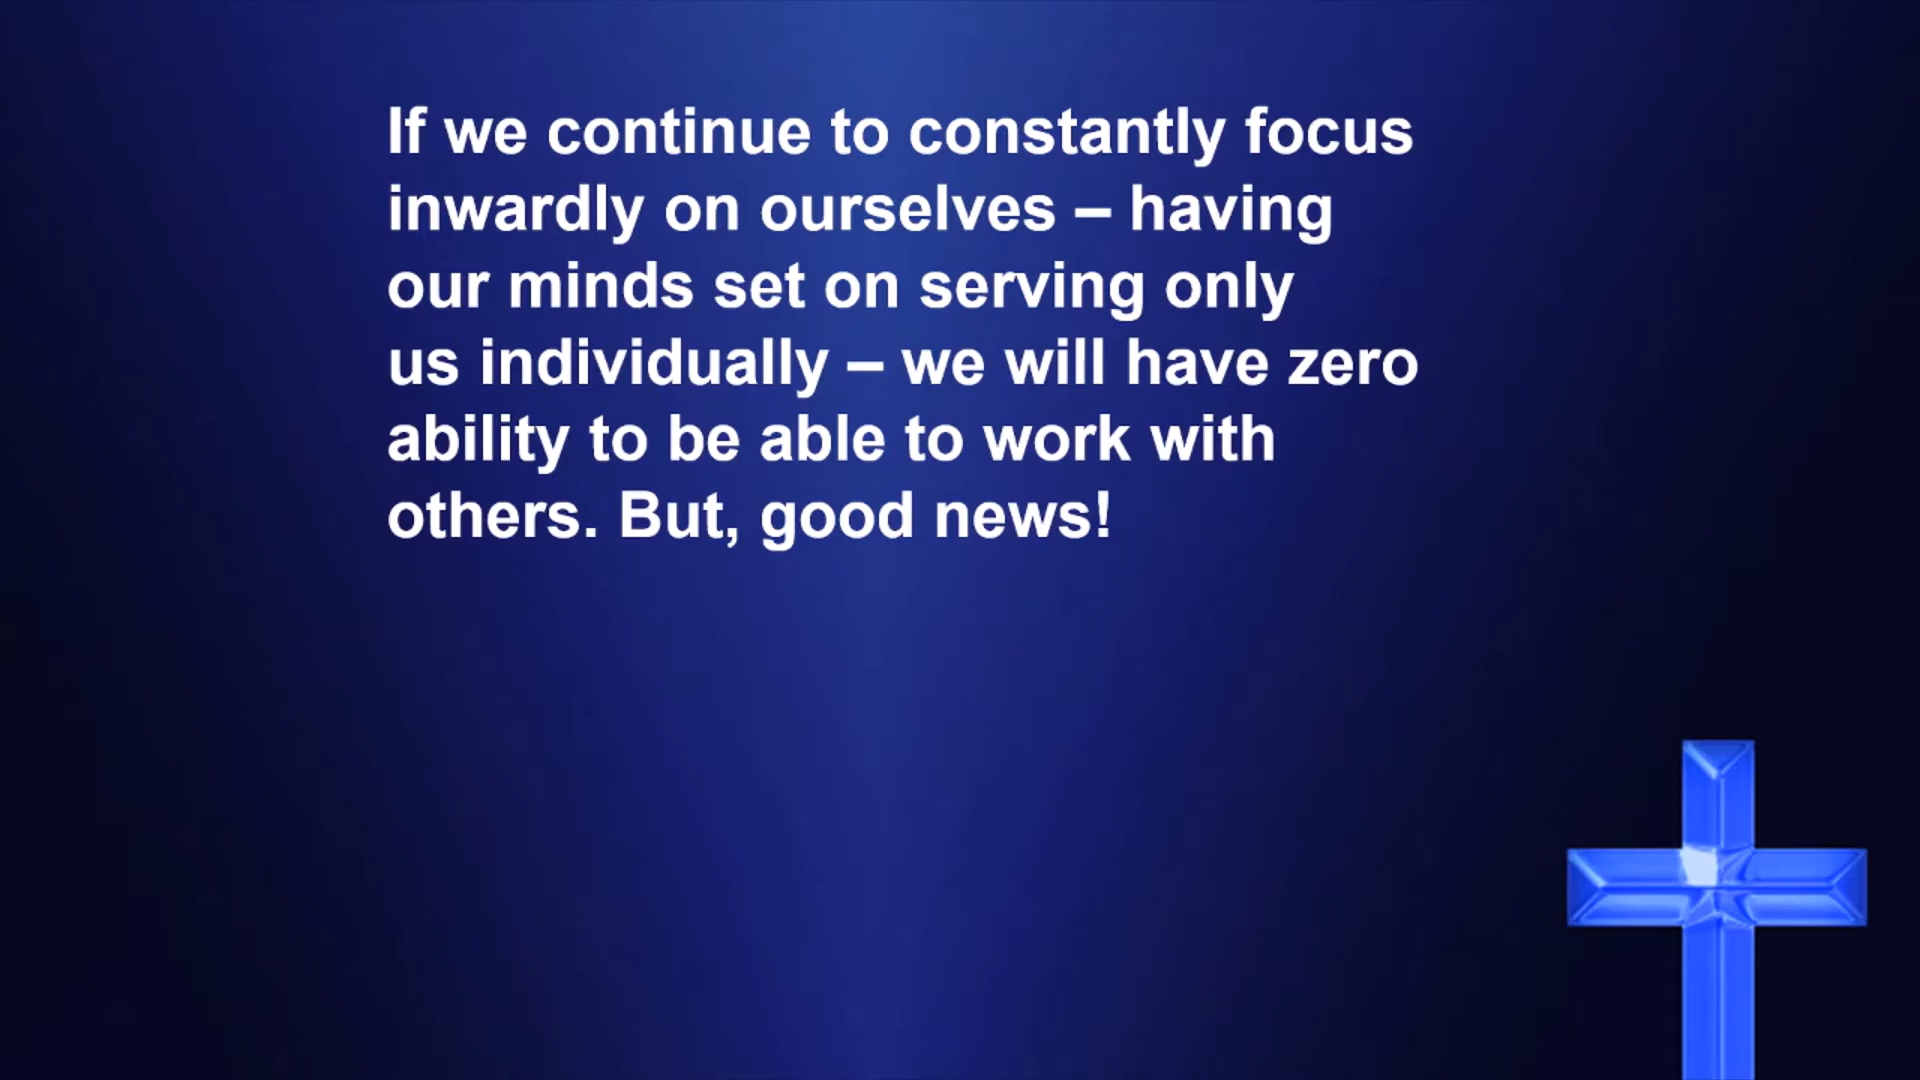 If we continue to constantly focus
inwardly on ourselves – having
our minds set on serving only
us individually – we will have zero
ability to be able to work with
others. But, good news!